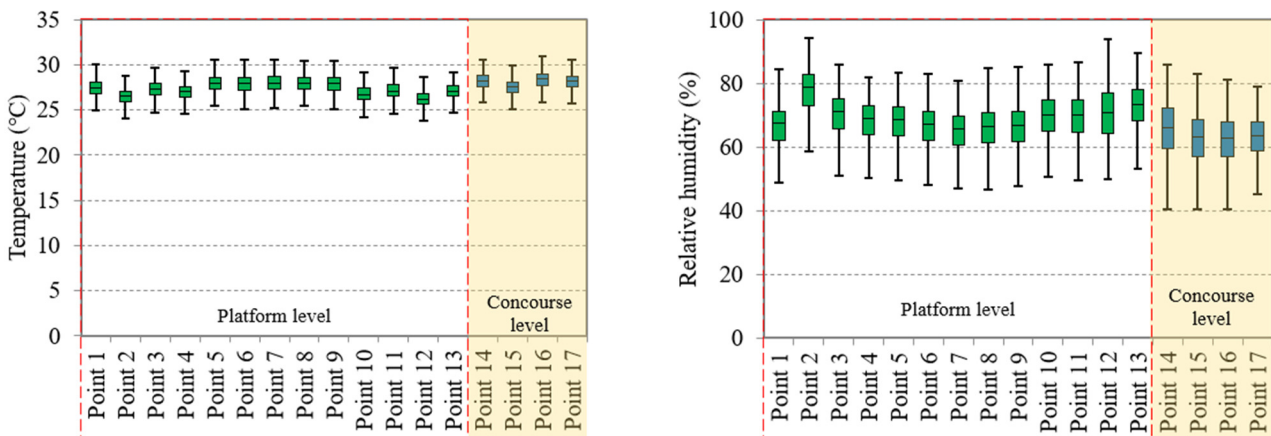 Temperature (°C)
35
30
25
20
15
10
5
0
Platform level
Concourse
level
Point 1
Point 2
Point 3
Point 4
Point 5
Point 6
Point 7
Point 8
Point 9
Point 10
Point 11
Point 12
Point 13
Point 14
Point 15
Point 16
Point 17
Relative humidity (%)
100
80
60
40
20
0
Platform level
Concourse
level
Point 1
Point 2
Point 3
Point 4
Point 5
Point 6
Point 7
Point 8
Point 9
Point 10
Point 11
Point 12
Point 13
Point 14
Point 15
Point 16
Point 17